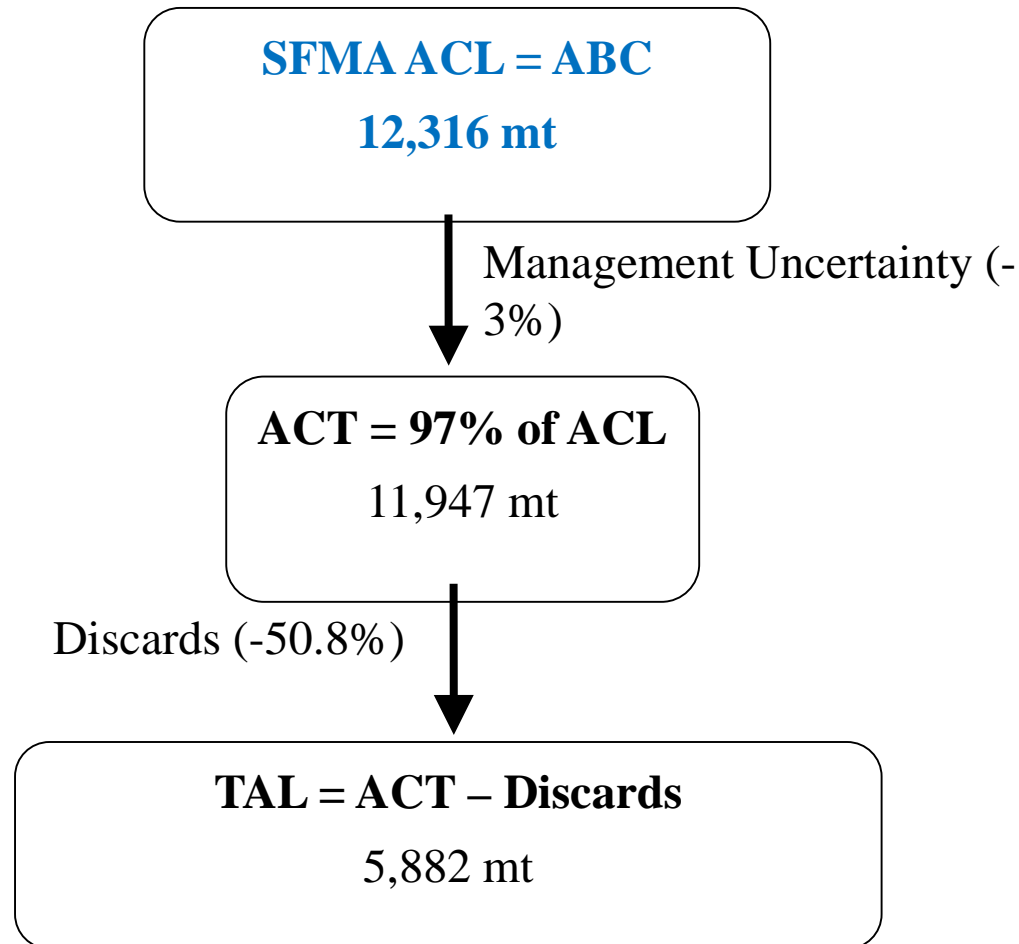 SFMA ACL = ABC
12,316 mt
Management Uncertainty (-
3%)
ACT = 97% of ACL
11,947 mt
Discards (-50.8%)
TAL = ACT – Discards
5,882 mt